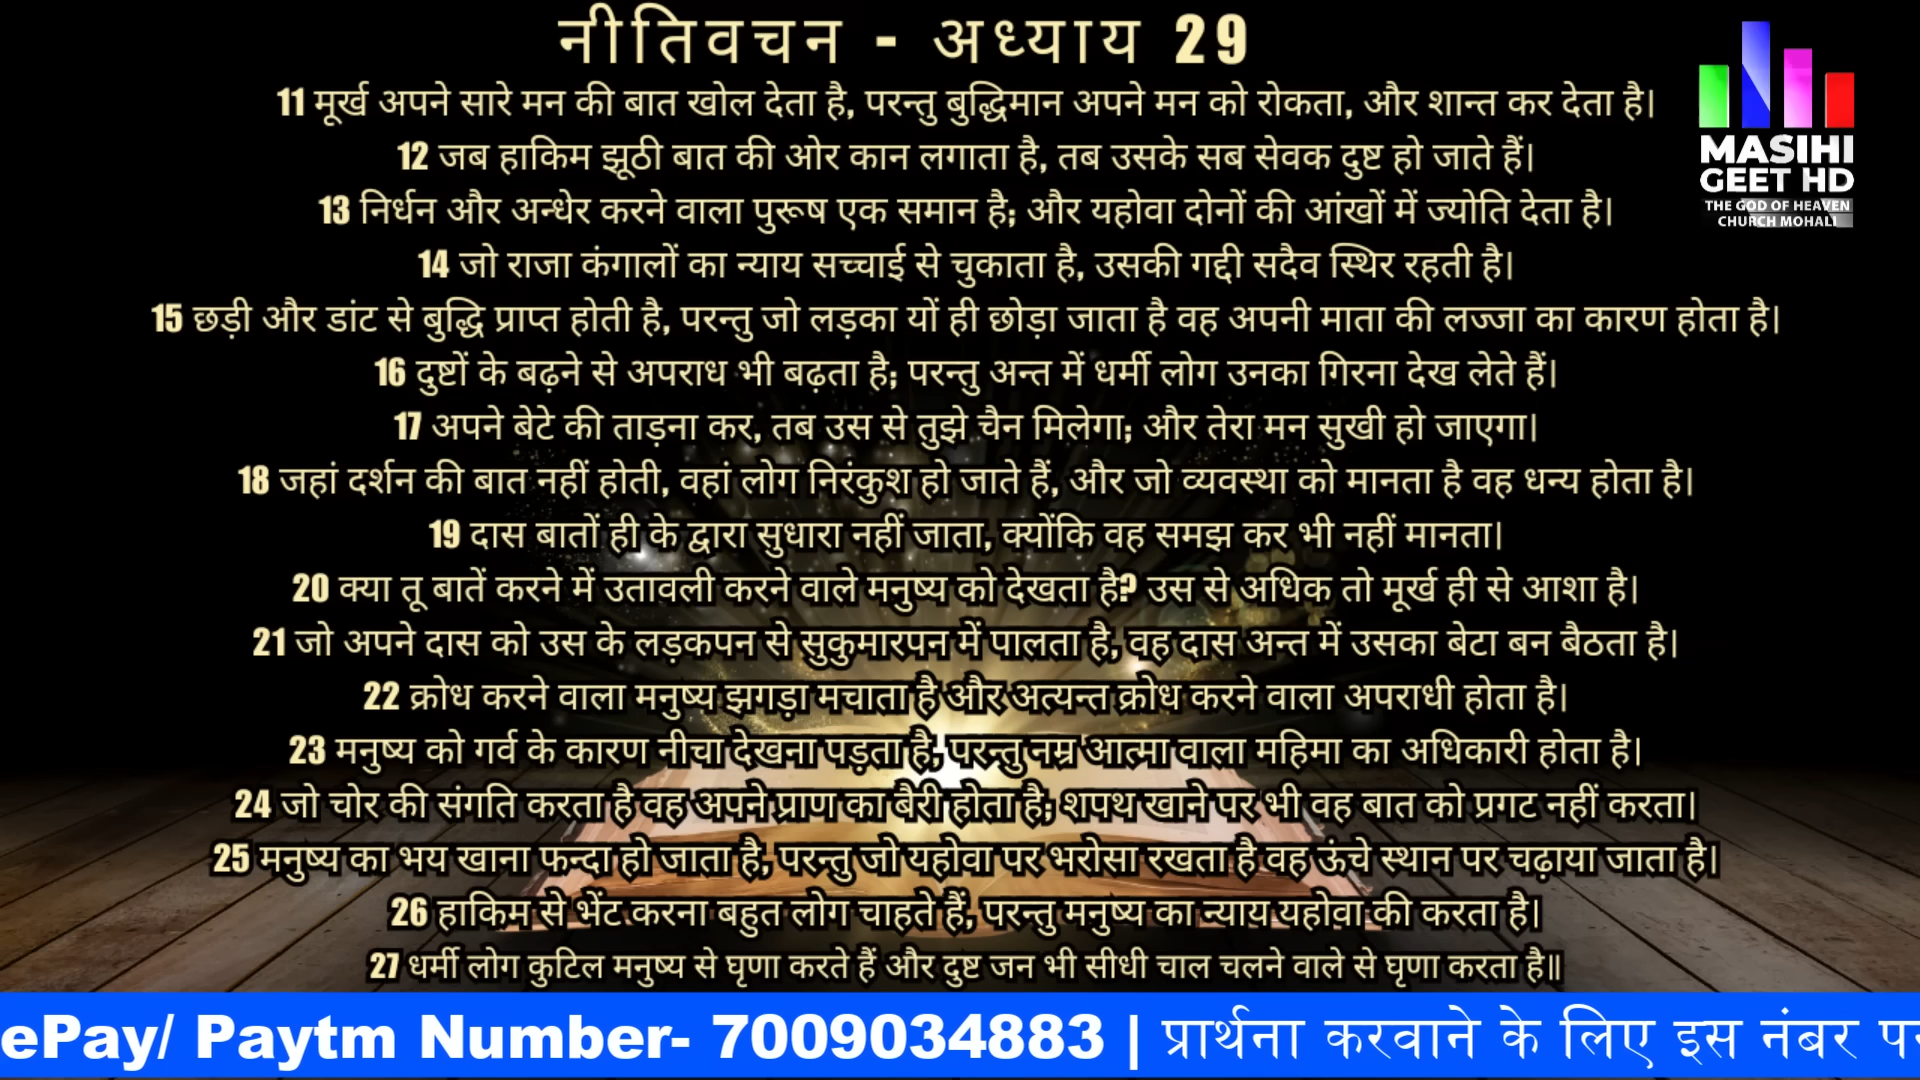 नीतिवचन - अध्याय 29
11 मूर्ख अपने सारे मन की बात खोल देता है, परन्तु बुद्धिमान अपने मन को रोकता, और शान्त कर देता है।
12 जब हाकिम झूठी बात की ओर कान लगाता है, तब उसके सब सेवक दुष्ट हो जाते हैं।
13 निर्धन और अन्धेर करने वाला पुरूष एक समान है; और यहोवा दोनों की आंखों में ज्योति देता है।
14 जो राजा कंगालों का न्याय सच्चाई से चुकाता है, उसकी गद्दी सदैव स्थिर रहती है।
15 छड़ी और डांट से बुद्धि प्राप्त होती है, परन्तु जो लड़का यों ही छोड़ा जाता है वह अपनी माता की लज्जा का कारण होता है।
16 दुष्टों के बढ़ने से अपराध भी बढ़ता है; परन्तु अन्त में धर्मी लोग उनका गिरना देख लेते हैं।
17 अपने बेटे की ताड़ना कर, तब उस से तुझे चैन मिलेगा; और तेरा मन सुखी हो जाएगा।
18 जहां दर्शन की बात नहीं होती, वहां लोग निरंकुश हो जाते हैं, और जो व्यवस्था को मानता है वह धन्य होता है।
19 दास बातों ही के द्वारा सुधारा नहीं जाता, क्योंकि वह समझ कर भी नहीं मानता।
20 क्या तू बातें करने में उतावली करने वाले मनुष्य को देखता है? उस से अधिक तो मूर्ख ही से आशा है।
21 जो अपने दास को उस के लड़कपन से सुकुमारपन में पालता है, वह दास अन्त में उसका बेटा बन बैठता है।
22 क्रोध करने वाला मनुष्य झगड़ा मचाता है और अत्यन्त क्रोध करने वाला अपराधी होता है।
23 मनुष्य को गर्व के कारण नीचा देखना पड़ता है, परन्तु नम्र आत्मा वाला महिमा का अधिकारी होता है।
24 जो चोर की संगति करता है वह अपने प्राण का बैरी होता है; शपथ खाने पर भी वह बात को प्रगट नहीं करता।
25 मनुष्य का भय खाना फन्दा हो जाता है, परन्तु जो यहोवा पर भरोसा रखता है वह ऊंचे स्थान पर चढ़ाया जाता है।
26 हाकिम से भेंट करना बहुत लोग चाहते हैं, परन्तु मनुष्य का न्याय यहोवा की करता है।
27 धर्मी लोग कुटिल मनुष्य से घृणा करते हैं और दुष्ट जन भी सीधी चाल चलने वाले से घृणा करता है॥
MASIHI
GEET HD
THE GOD OF HEAVEN
CHURCH MOHALI
ePay/ Paytm Number- 7009034883 | प्रार्थना करवाने के लिए इस नंबर